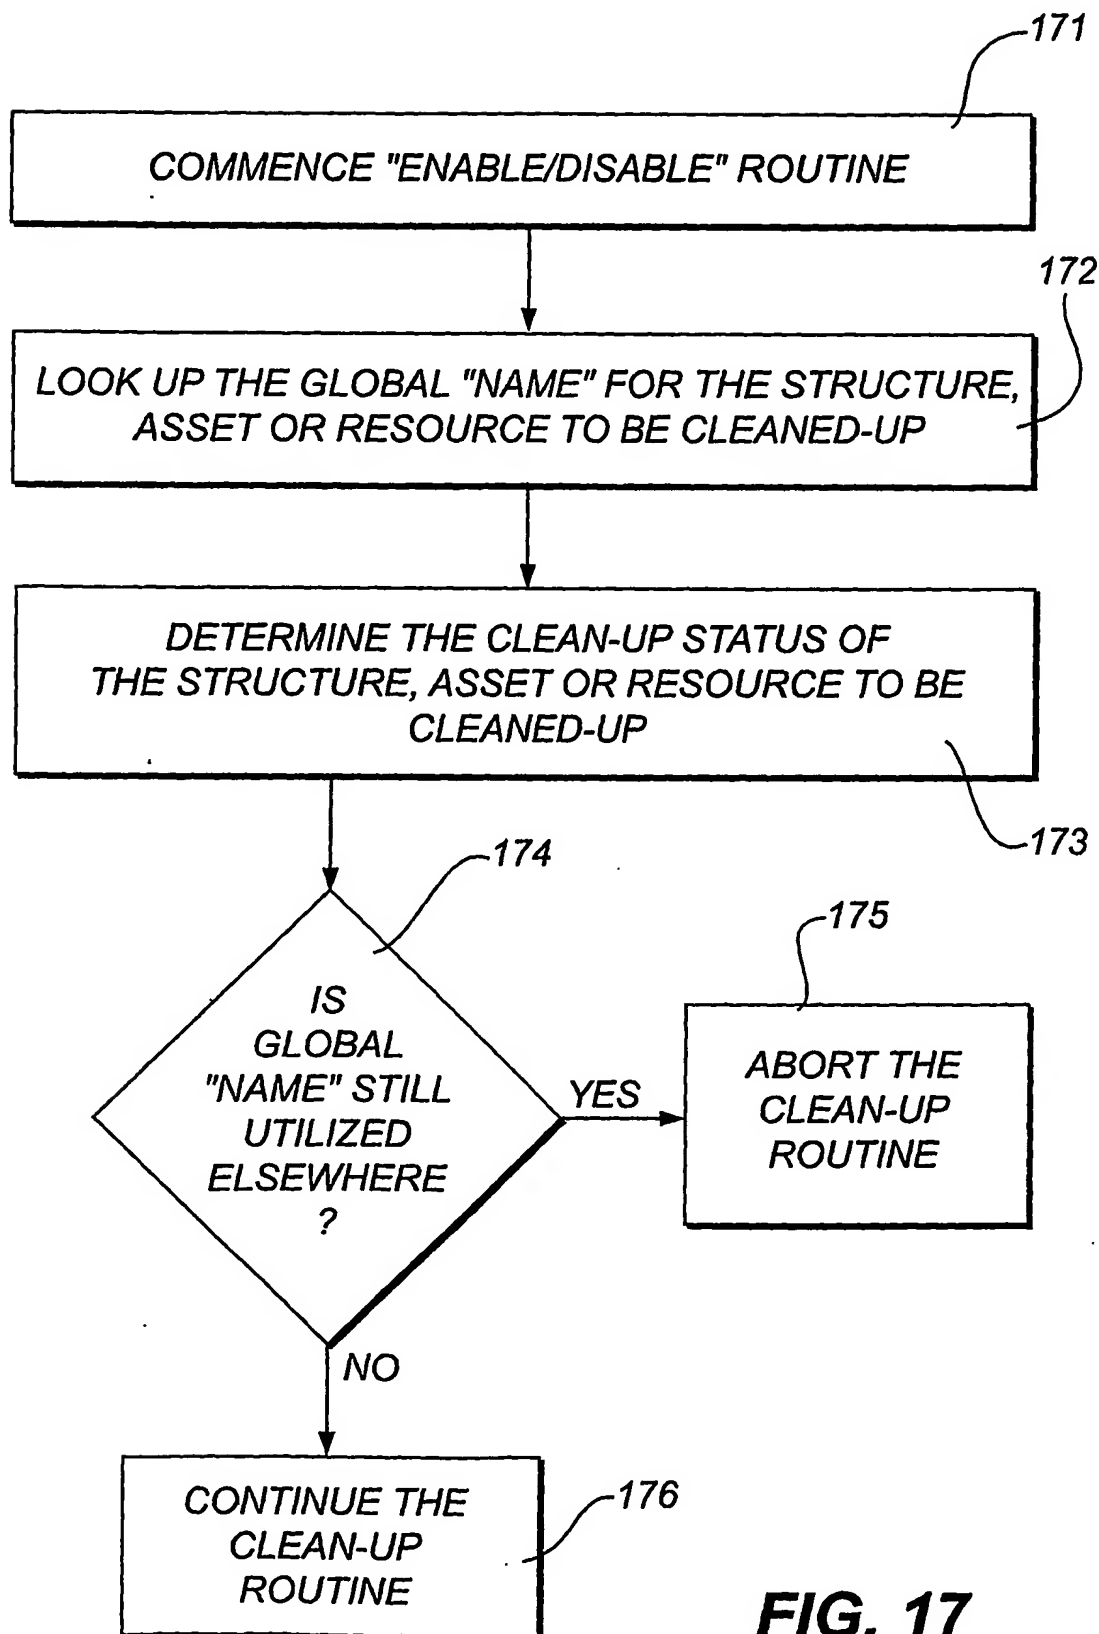 171
COMMENCE "ENABLE/DISABLE" ROUTINE
172
LOOK UP THE GLOBAL "NAME" FOR THE STRUCTURE,
ASSET OR RESOURCE TO BE CLEANED-UP
DETERMINE THE CLEAN-UP STATUS OF
THE STRUCTURE, ASSET OR RESOURCE TO BE
CLEANED-UP
173
174
IS
GLOBAL
"NAME" STILL
UTILIZED
ELSEWHERE
?
YES
175
ABORT THE
CLEAN-UP
ROUTINE
NO
CONTINUE THE
CLEAN-UP
ROUTINE
176
FIG. 17